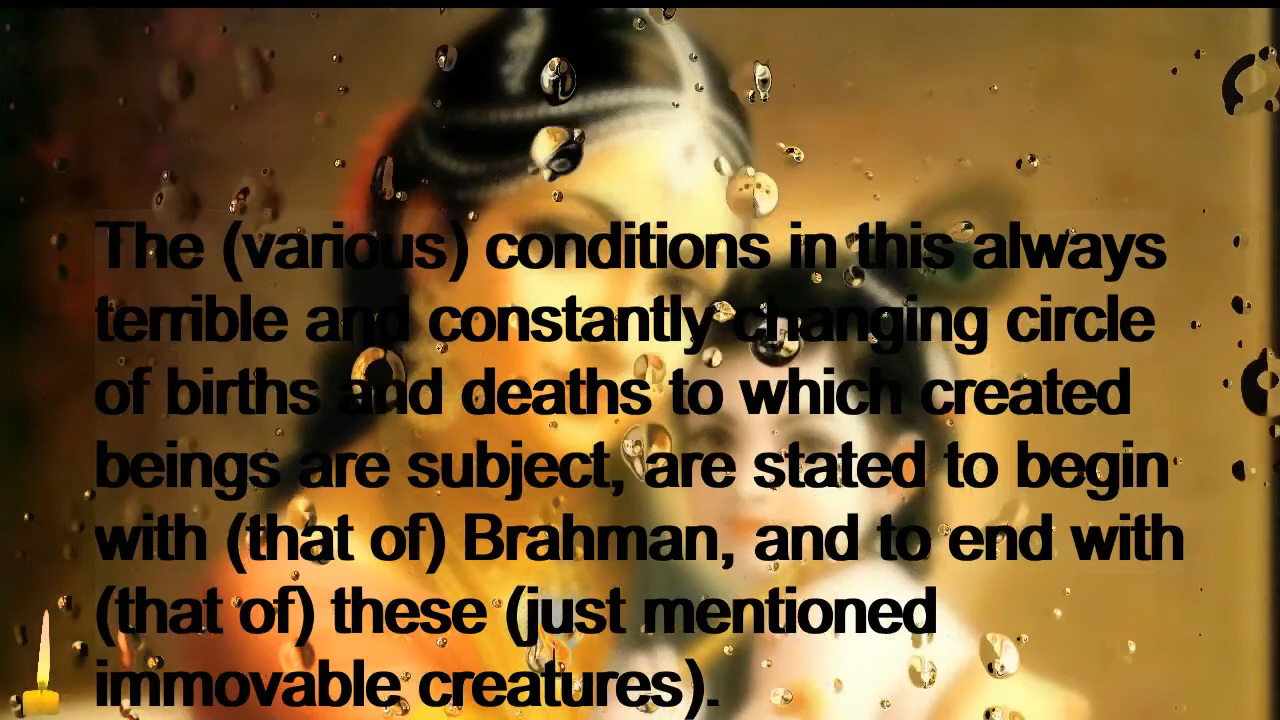 The (various) conditions in this always
terrible and constantly changing circle
of births and deaths to which created
beings are subject, are stated to begin
with (that of) Brahman, and to end with
(that of) these (just mentioned
immovable creatures).